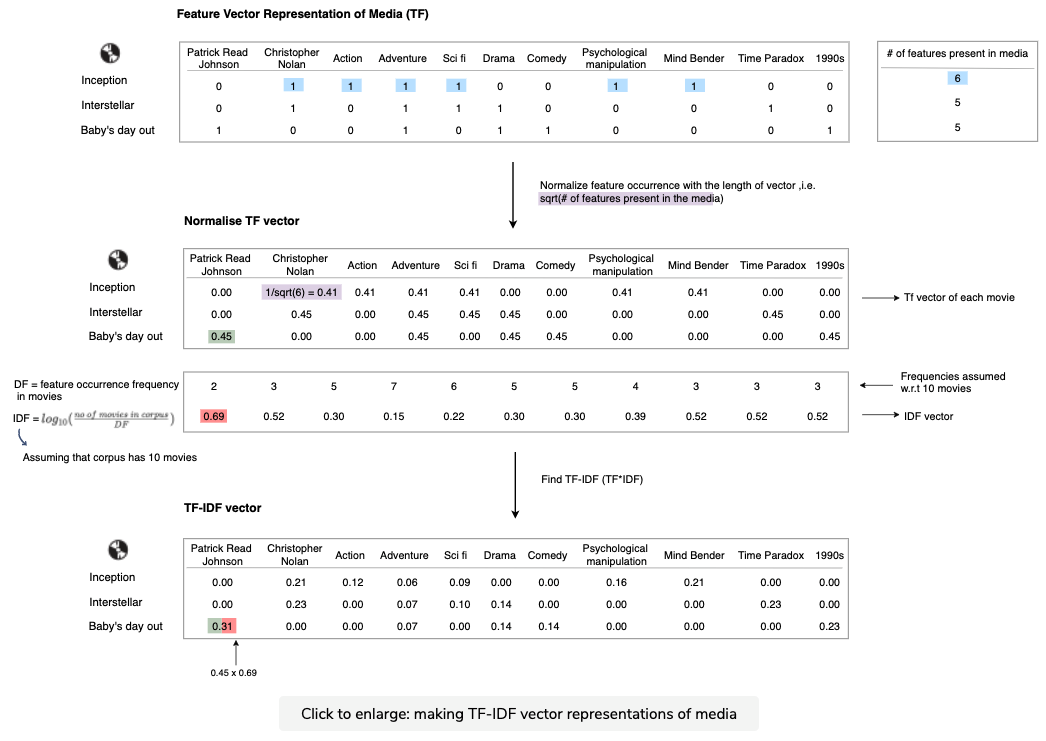 Feature Vector Representation of Media (TF)
Patrick Read Johnson Christopher Nolan Action Adventure Sci fi Drama Comedy Psychological manipulation Mind Bender Time Paradox 1990s
# of features present in media
Inception 0 1 1 1 1 0 0 1 1 0 0 6
Interstellar 0 1 0 1 1 1 0 0 0 1 0 5
Baby's day out 1 0 0 1 0 1 1 0 0 0 1 5
Normalize feature occurrence with the length of vector ,i.e.
sqrt(# of features present in the media)
Normalise TF vector
Patrick Read Johnson Christopher Nolan Action Adventure Sci fi Drama Comedy Psychological manipulation Mind Bender Time Paradox 1990s
Inception 0.00 1/sqrt(6) = 0.41 0.41 0.41 0.41 0.00 0.00 0.41 0.41 0.00 0.00
Tf vector of each movie
Interstellar 0.00 0.45 0.00 0.45 0.45 0.45 0.00 0.00 0.00 0.45 0.00
Baby's day out 0.45 0.00 0.00 0.45 0.00 0.45 0.45 0.00 0.00 0.00 0.45
DF = feature occurrence frequency
in movies
2 3 5 7 6 5 5 4 3 3 3
Frequencies assumed
w.r.t 10 movies
IDF = log10(no of movies in corpus/DF)
0.69 0.52 0.30 0.15 0.22 0.30 0.30 0.39 0.52 0.52 0.52
IDF vector
Assuming that corpus has 10 movies
Find TF-IDF (TF*IDF)
TF-IDF vector
Patrick Read Johnson Christopher Nolan Action Adventure Sci fi Drama Comedy Psychological manipulation Mind Bender Time Paradox 1990s
Inception 0.00 0.21 0.12 0.06 0.09 0.00 0.00 0.16 0.21 0.00 0.00
Interstellar 0.00 0.23 0.00 0.07 0.10 0.14 0.00 0.00 0.00 0.23 0.00
Baby's day out 0.31 0.00 0.00 0.07 0.00 0.14 0.14 0.00 0.00 0.00 0.23
0.45 x 0.69
Click to enlarge: making TF-IDF vector representations of media